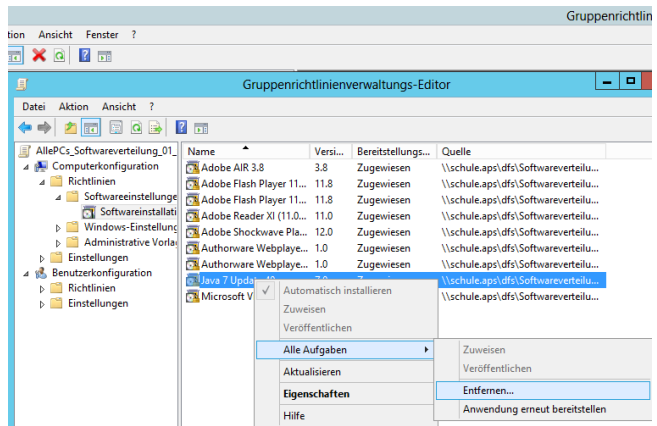 Gruppenrichtlin
tion Ansicht Fenster ?
Gruppenrichtlinienverwaltungs-Editor
Datei Aktion Ansicht ?
AllePCs_Softwareverteilung_01_
Computerkonfiguration
Richtlinien
Softwareeinstellunge
Softwareinstallati
Windows-Einstellung
Administrative Vorla
Einstellungen
Benutzerkonfiguration
Richtlinien
Einstellungen
Name Versi... Bereitstellungs... Quelle
Adobe AIR 3.8 3.8 Zugewiesen \\schule.aps\dfs\Softwareverteilu...
Adobe Flash Player 11... 11.8 Zugewiesen \\schule.aps\dfs\Softwareverteilu...
Adobe Flash Player 11... 11.8 Zugewiesen \\schule.aps\dfs\Softwareverteilu...
Adobe Reader XI (11.0... 11.0 Zugewiesen \\schule.aps\dfs\Softwareverteilu...
Adobe Shockwave Pla... 12.0 Zugewiesen \\schule.aps\dfs\Softwareverteilu...
Authorware Webplaye... 1.0 Zugewiesen \\schule.aps\dfs\Softwareverteilu...
Authorware Webplaye... 1.0 Zugewiesen \\schule.aps\dfs\Softwareverteilu...
Java 7 Updat \\schule.aps\dfs\Softwareverteilu...
Microsoft V \\schule.aps\dfs\Softwareverteilu...
Automatisch installieren
Zuweisen
Veröffentlichen
Alle Aufgaben
Aktualisieren
Eigenschaften
Hilfe
Zuweisen
Veröffentlichen
Entfernen...
Anwendung erneut bereitstellen